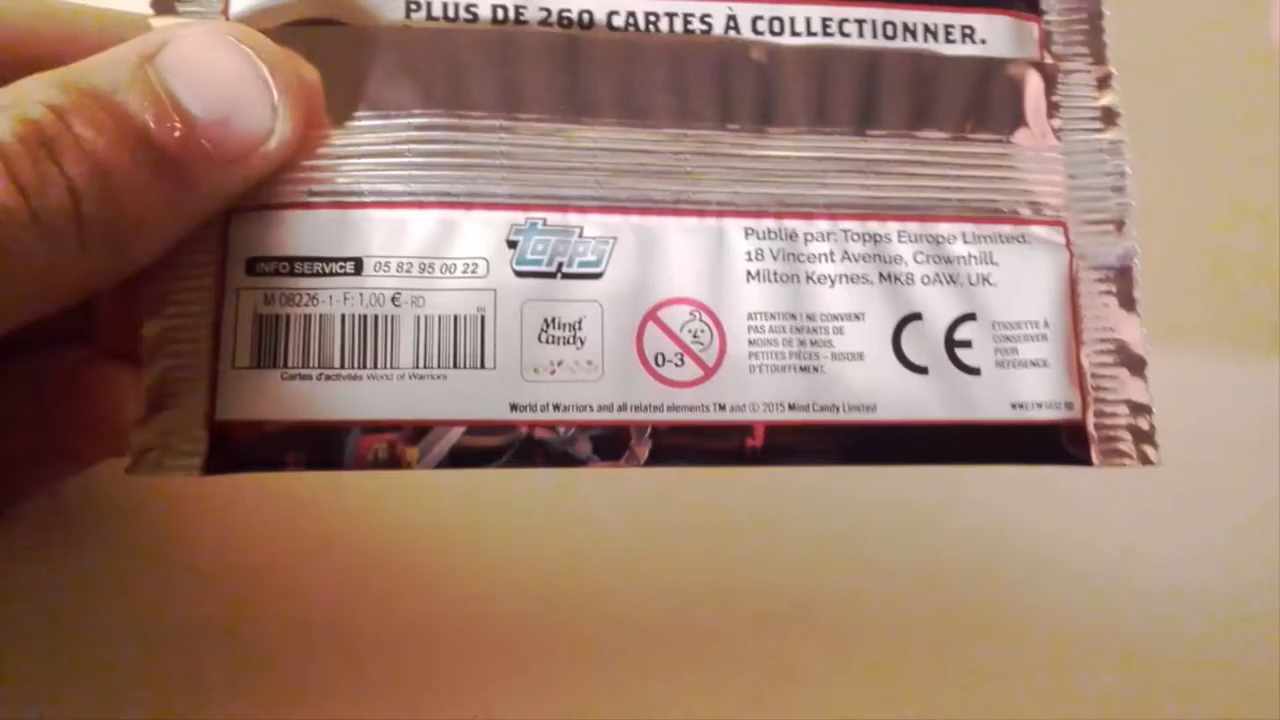 PLUS DE 260 CARTES À COLLECTIONNER.
topps
INFO SERVICE 05 82 95 00 22
M 08226 - 1 - F: 1,00 € - RD
01
Cartes d'activités World of Warriors
Mind
Candy
0-3
Publié par: Topps Europe Limited,
18 Vincent Avenue, Crownhill,
Milton Keynes, MK8 0AW, UK.
ATTENTION ! NE CONVIENT
PAS AUX ENFANTS DE
MOINS DE 36 MOIS.
PETITES PIÈCES - RISQUE
D'ÉTOUFFEMENT.
CE
ÉTIQUETTE À
CONSERVER
POUR
RÉFÉRENCE.
World of Warriors and all related elements TM and © 2015 Mind Candy Limited